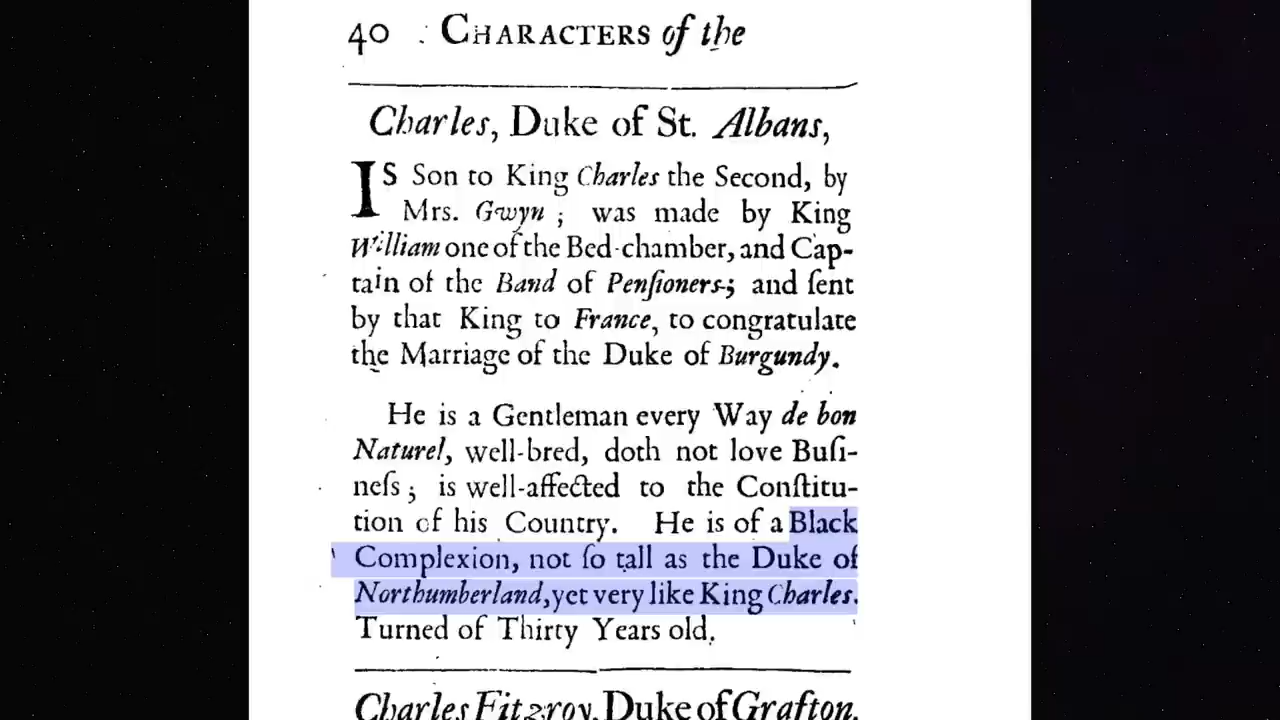 40 CHARACTERS of the
Charles, Duke of St. Albans,
IS Son to King Charles the Second, by
Mrs. Gwyn ; was made by King
William one of the Bed-chamber, and Cap-
tain of the Band of Penſioners; and ſent
by that King to France, to congratulate
the Marriage of the Duke of Burgundy.
He is a Gentleman every Way de bon
Naturel, well-bred, doth not love Buſi-
neſs ; is well-affected to the Conſtitu-
tion of his Country. He is of a Black
Complexion, not ſo tall as the Duke of
Northumberland, yet very like King Charles.
Turned of Thirty Years old.
Charles Fitzroy, Duke of Grafton.